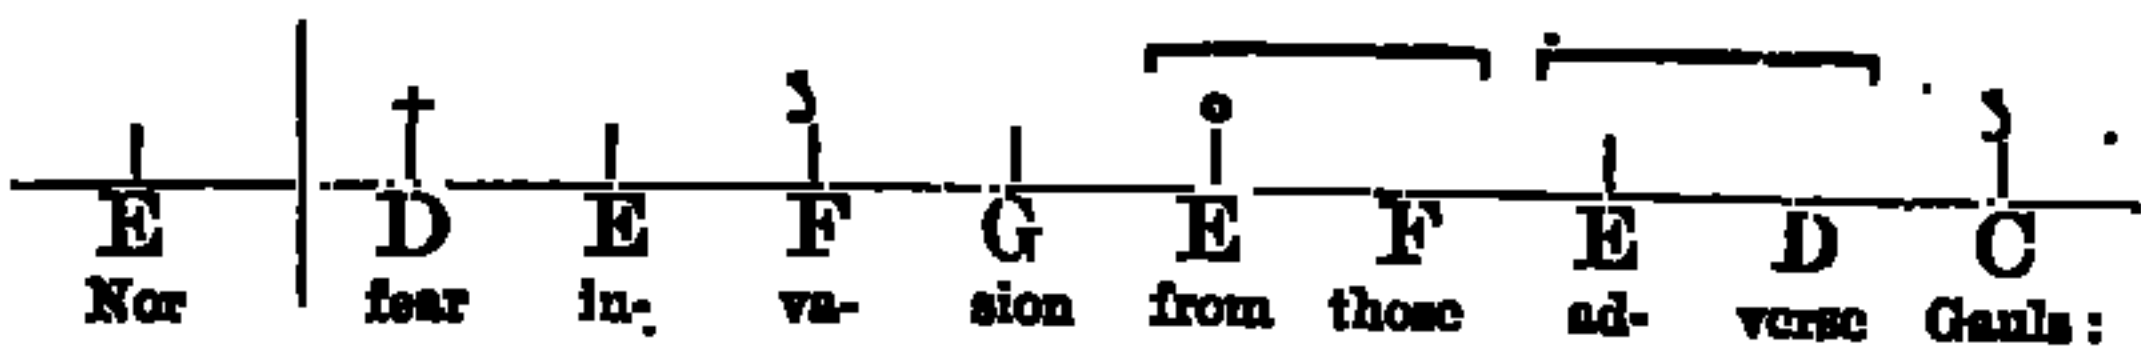 E D E F G E F E D C
Nor fear in- va- sion from those ad- verse Gauls: